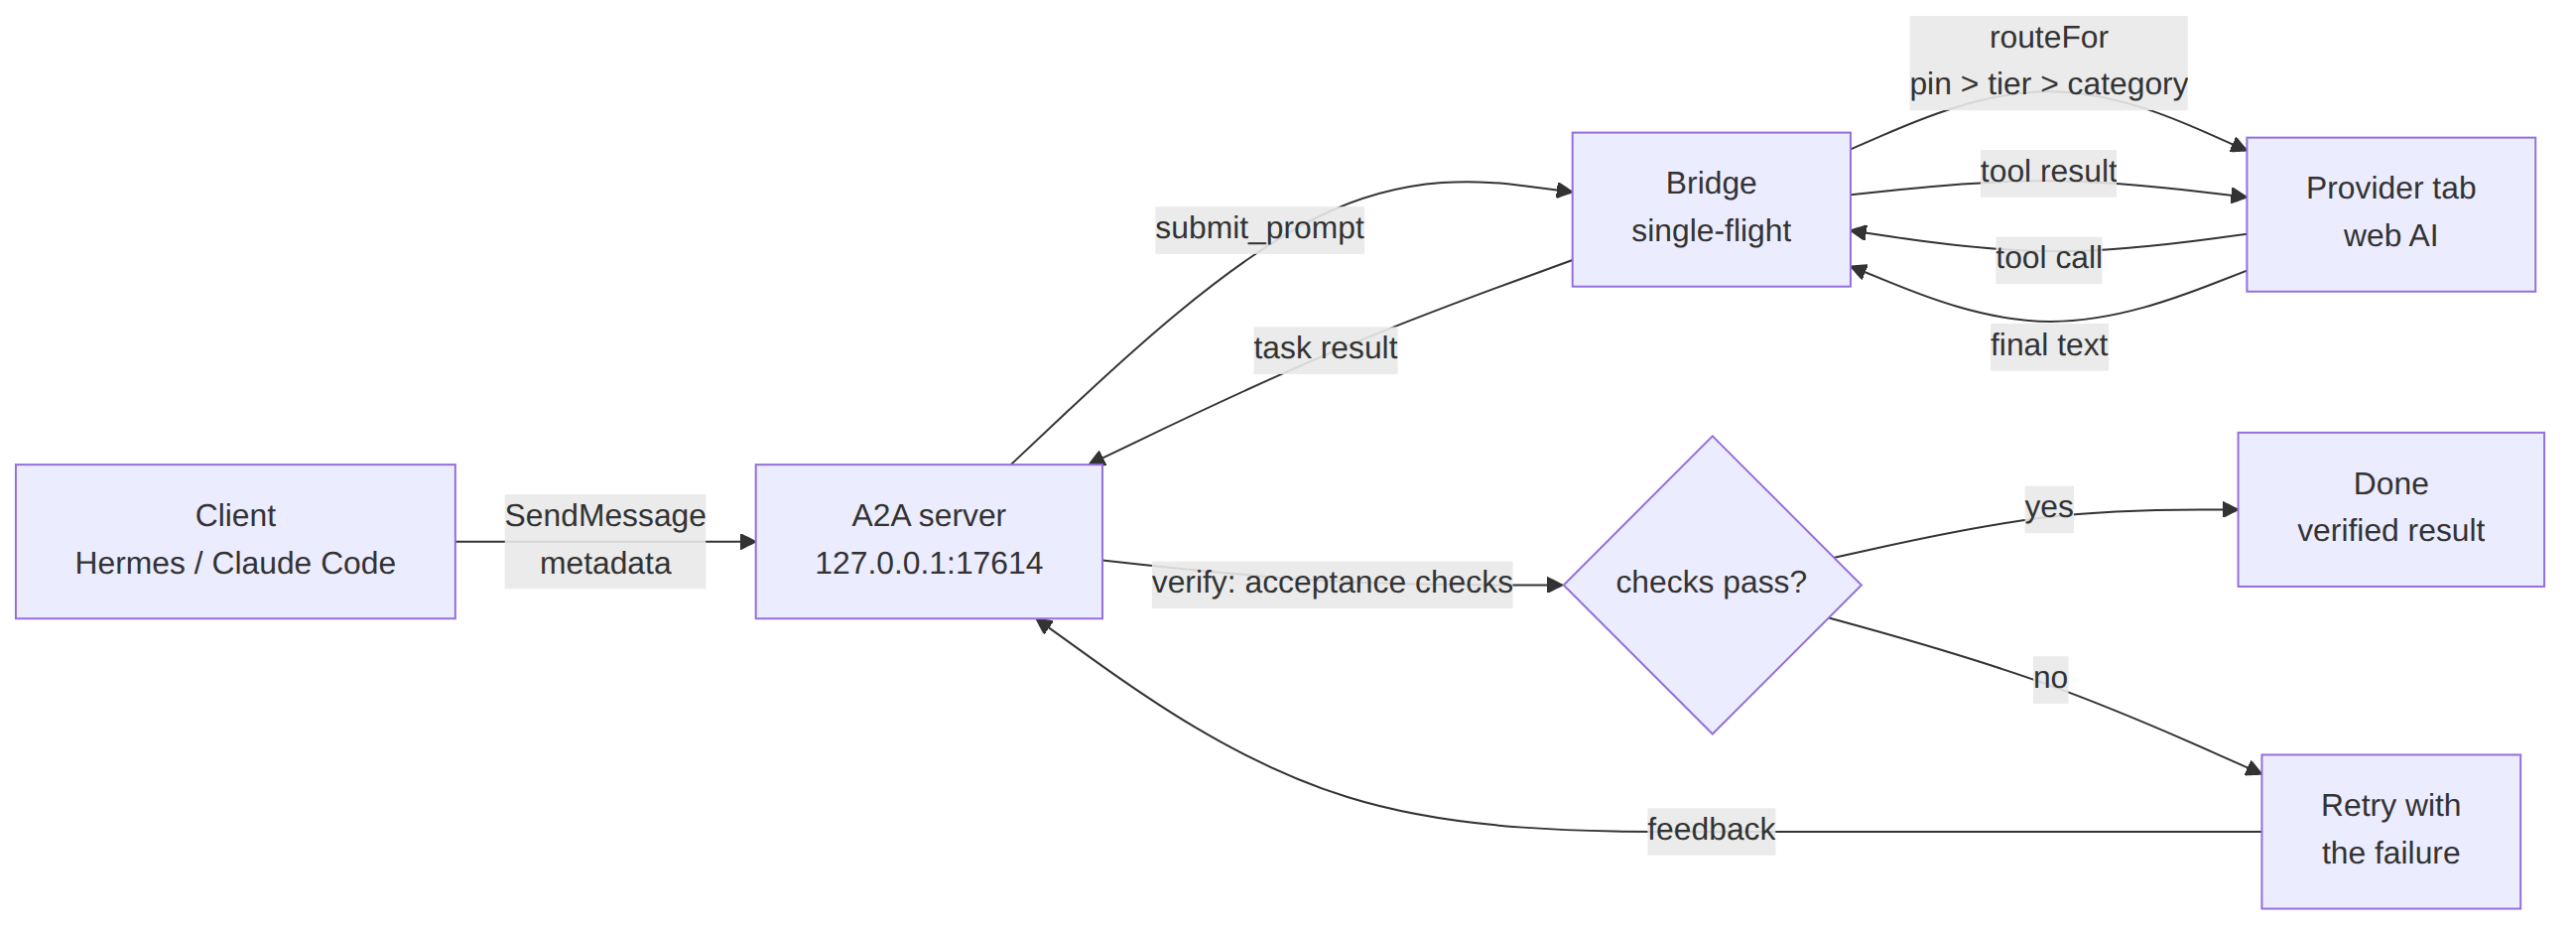 Client
Hermes / Claude Code
SendMessage
metadata
A2A server
127.0.0.1:17614
submit_prompt
task result
Bridge
single-flight
routeFor
pin > tier > category
tool result
tool call
final text
Provider tab
web AI
verify: acceptance checks
checks pass?
yes
Done
verified result
no
Retry with
the failure
feedback